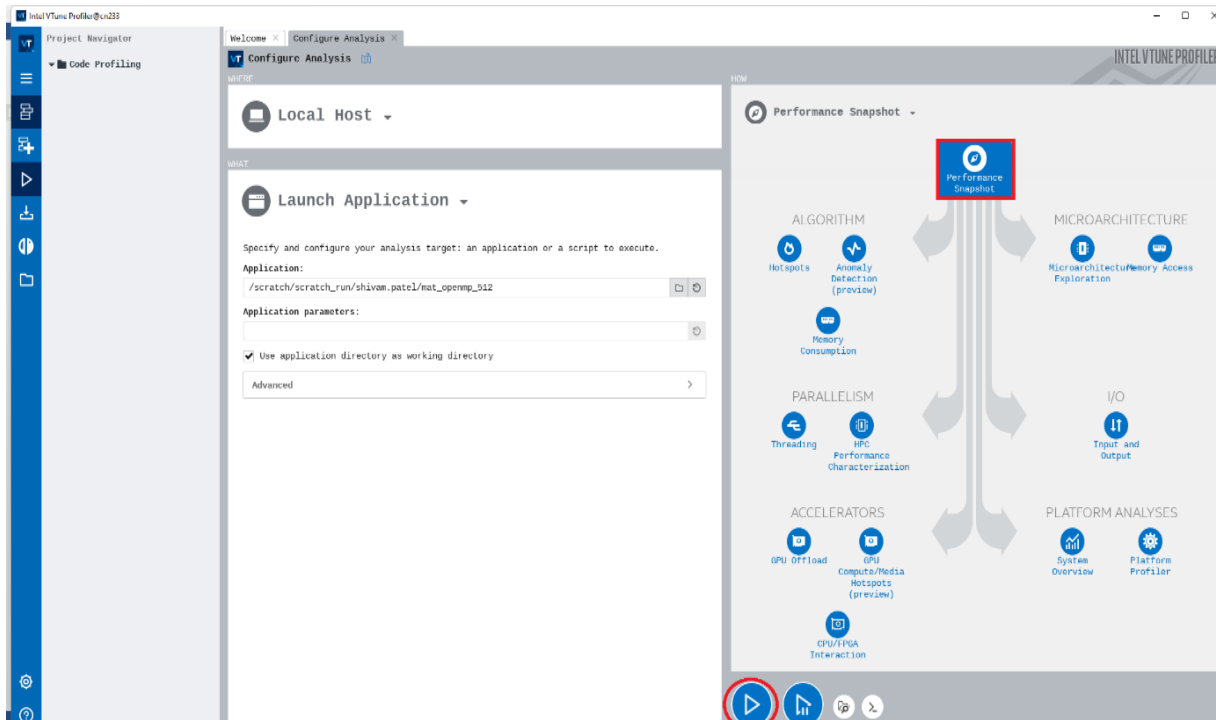 Intel VTune Profiler@cn233
VT
Project Navigator
Code Profiling
Welcome
Configure Analysis
VT
Configure Analysis
INTEL VTUNE PROFILER
WHERE
Local Host
WHAT
Launch Application
Specify and configure your analysis target: an application or a script to execute.
Application:
/scratch/scratch_run/shivam.patel/mat_openmp_512
Application parameters:
Use application directory as working directory
Advanced
HOW
Performance Snapshot
Performance
Snapshot
ALGORITHM
Hotspots
Anomaly
Detection
(preview)
Memory
Consumption
MICROARCHITECTURE
Microarchitecture
Exploration
Memory Access
PARALLELISM
Threading
HPC
Performance
Characterization
I/O
Input and
Output
ACCELERATORS
GPU Offload
GPU
Compute/Media
Hotspots
(preview)
CPU/FPGA
Interaction
PLATFORM ANALYSES
System
Overview
Platform
Profiler